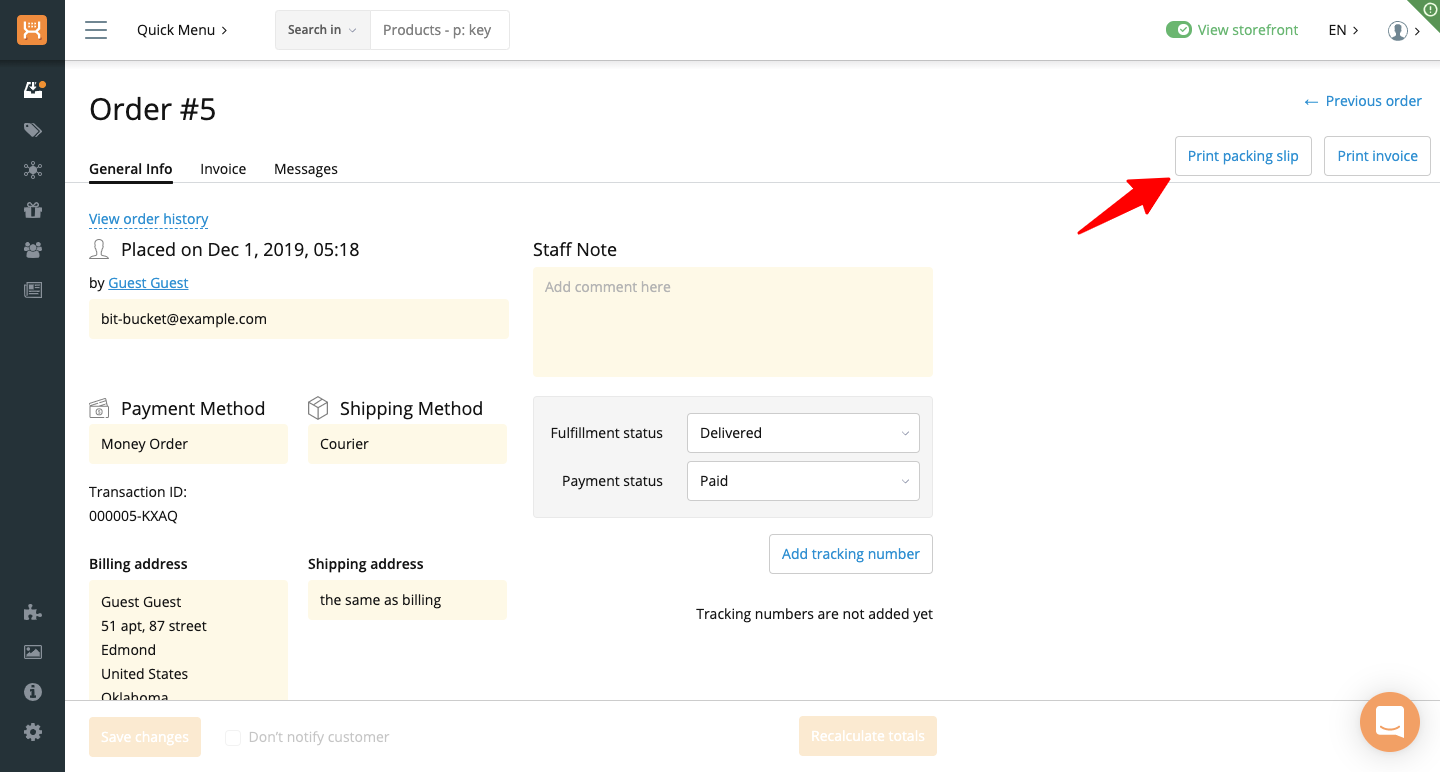 Quick Menu
Search in
Products - p: key
View storefront
EN
Order #5
← Previous order
General Info
Invoice
Messages
Print packing slip
Print invoice
View order history
Placed on Dec 1, 2019, 05:18
by Guest Guest
bit-bucket@example.com
Staff Note
Add comment here
Payment Method
Money Order
Shipping Method
Courier
Fulfillment status
Delivered
Payment status
Paid
Transaction ID:
000005-KXAQ
Add tracking number
Tracking numbers are not added yet
Billing address
Guest Guest
51 apt, 87 street
Edmond
United States
Oklahoma
Shipping address
the same as billing
Save changes
Don't notify customer
Recalculate totals